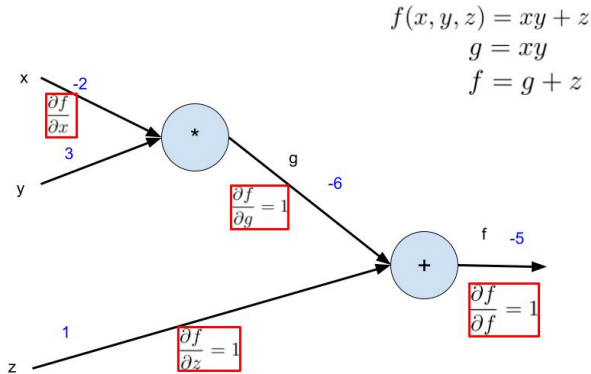 f(x, y, z) = xy + z
g = xy
f = g + z
x
-2
∂f/∂x
*
3
y
g
-6
∂f/∂g = 1
f
-5
+
∂f/∂f = 1
1
∂f/∂z = 1
z